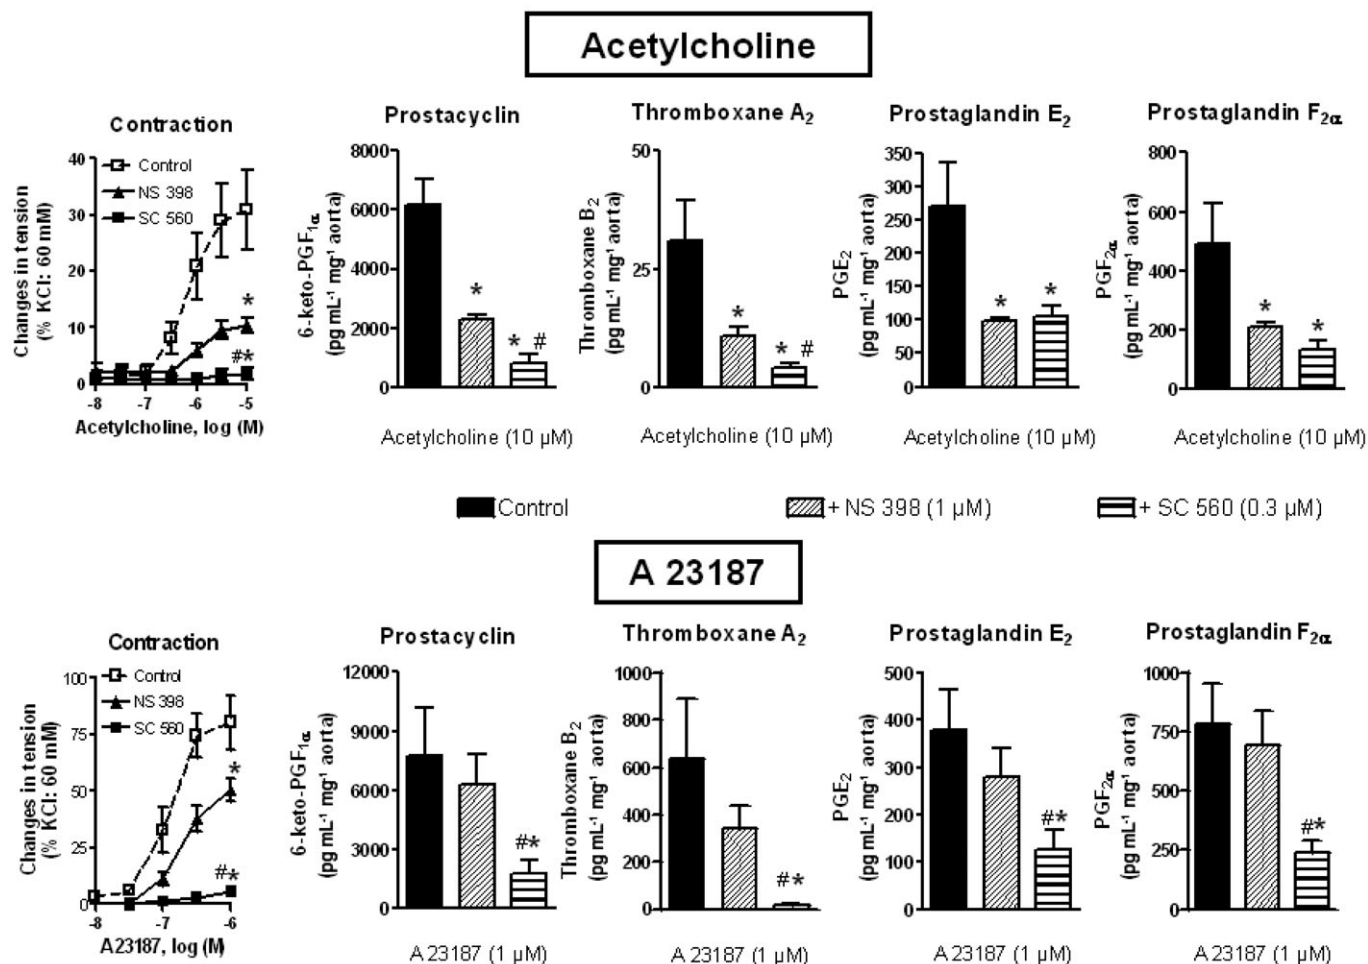 Acetylcholine
Contraction
Control
NS 398
SC 560
Changes in tension
(% KCl: 60 mM)
40
30
20
10
0
-8 -7 -6 -5
*
#*
Acetylcholine, log (M)
Prostacyclin
6-keto-PGF1α
(pg mL-1 mg-1 aorta)
8000
6000
4000
2000
0
*
* #
Acetylcholine (10 µM)
Thromboxane A2
Thromboxane B2
(pg mL-1 mg-1 aorta)
50
25
0
*
* #
Acetylcholine (10 µM)
Prostaglandin E2
PGE2
(pg mL-1 mg-1 aorta)
350
300
250
200
150
100
50
0
* *
Acetylcholine (10 µM)
Prostaglandin F2α
PGF2α
(pg mL-1 mg-1 aorta)
800
600
400
200
0
*
*
Acetylcholine (10 µM)
Control + NS 398 (1 µM) + SC 560 (0.3 µM)
A 23187
Contraction
Control
NS 398
SC 560
Changes in tension
(% KCl: 60 mM)
100
75
50
25
0
-8 -7 -6
*
#*
A23187, log (M)
Prostacyclin
6-keto-PGF1α
(pg mL-1 mg-1 aorta)
12000
9000
6000
3000
0
#*
A 23187 (1 µM)
Thromboxane A2
Thromboxane B2
(pg mL-1 mg-1 aorta)
1000
800
600
400
200
0
#*
A 23187 (1 µM)
Prostaglandin E2
PGE2
(pg mL-1 mg-1 aorta)
500
400
300
200
100
0
#*
A 23187 (1 µM)
Prostaglandin F2α
PGF2α
(pg mL-1 mg-1 aorta)
1000
750
500
250
0
#*
A 23187 (1 µM)